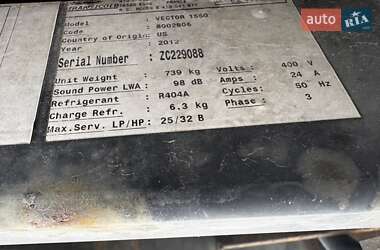 auto.RIA.com
Model : VECTOR 1550
Code : 8002606
Country of Origin: US
Year : 2012
Serial Number : ZC229088
Unit Weight : 739 kg Volts: 400 V
Sound Power LWA: 98 dB Amps: 24 A
Refrigerant : R404A Cycles: 50 Hz
Charge Refr. : 6.3 kg Phase: 3
Max.Serv. LP/HP: 25/32 B